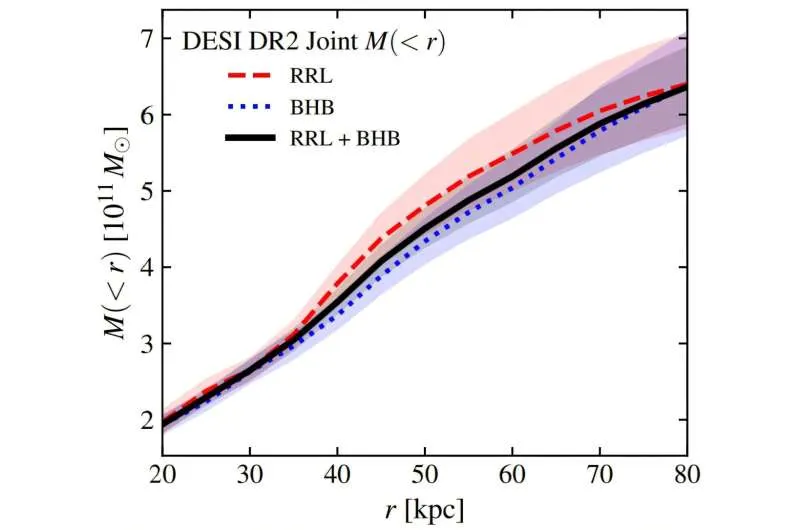 DESI DR2 Joint M(< r)
RRL
BHB
RRL + BHB
7
6
5
4
3
2
M(< r) [10¹¹ M☉]
20 30 40 50 60 70 80
r [kpc]